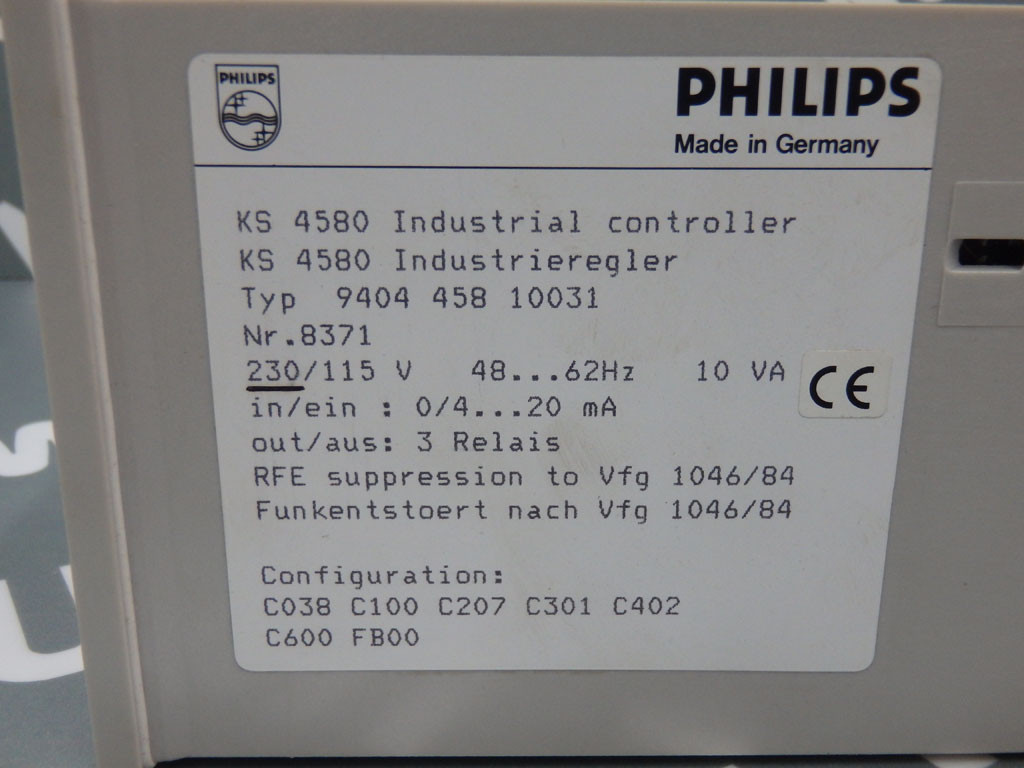 PHILIPS
PHILIPS
Made in Germany
KS 4580 Industrial controller
KS 4580 Industrieregler
Typ 9404 458 10031
Nr.8371
230/115 V 48...62Hz 10 VA CE
in/ein : 0/4...20 mA
out/aus: 3 Relais
RFE suppression to Vfg 1046/84
Funkentstoert nach Vfg 1046/84
Configuration:
C038 C100 C207 C301 C402
C600 FB00